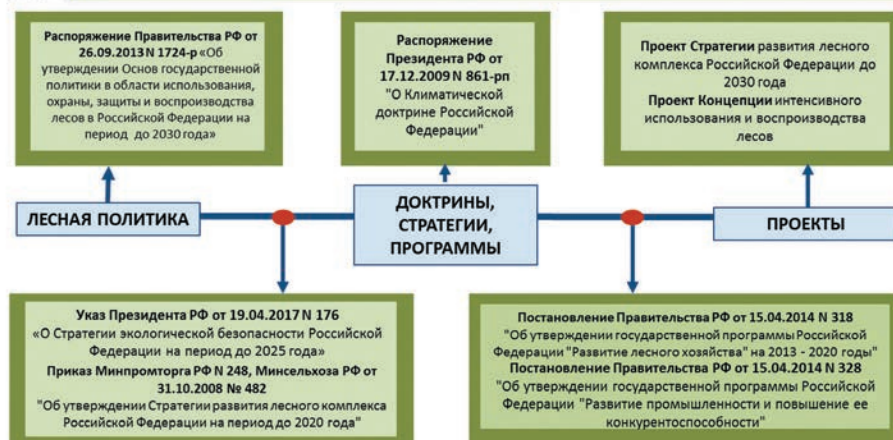 Распоряжение Правительства РФ от
26.09.2013 N 1724-р «Об
утверждении Основ государственной
политики в области использования,
охраны, защиты и воспроизводства
лесов в Российской Федерации на
период до 2030 года»
Распоряжение
Президента РФ от
17.12.2009 N 861-рп
"О Климатической
доктрине Российской
Федерации"
Проект Стратегии развития лесного
комплекса Российской Федерации до
2030 года
Проект Концепции интенсивного
использования и воспроизводства
лесов
ЛЕСНАЯ ПОЛИТИКА
ДОКТРИНЫ,
СТРАТЕГИИ,
ПРОГРАММЫ
ПРОЕКТЫ
Указ Президента РФ от 19.04.2017 N 176
«О Стратегии экологической безопасности Российской
Федерации на период до 2025 года»
Приказ Минпромторга РФ N 248, Минсельхоза РФ от
31.10.2008 № 482
"Об утверждении Стратегии развития лесного комплекса
Российской Федерации на период до 2020 года"
Постановление Правительства РФ от 15.04.2014 N 318
"Об утверждении государственной программы Российской
Федерации "Развитие лесного хозяйства" на 2013 - 2020 годы"
Постановление Правительства РФ от 15.04.2014 N 328
"Об утверждении государственной программы Российской
Федерации "Развитие промышленности и повышение ее
конкурентоспособности"